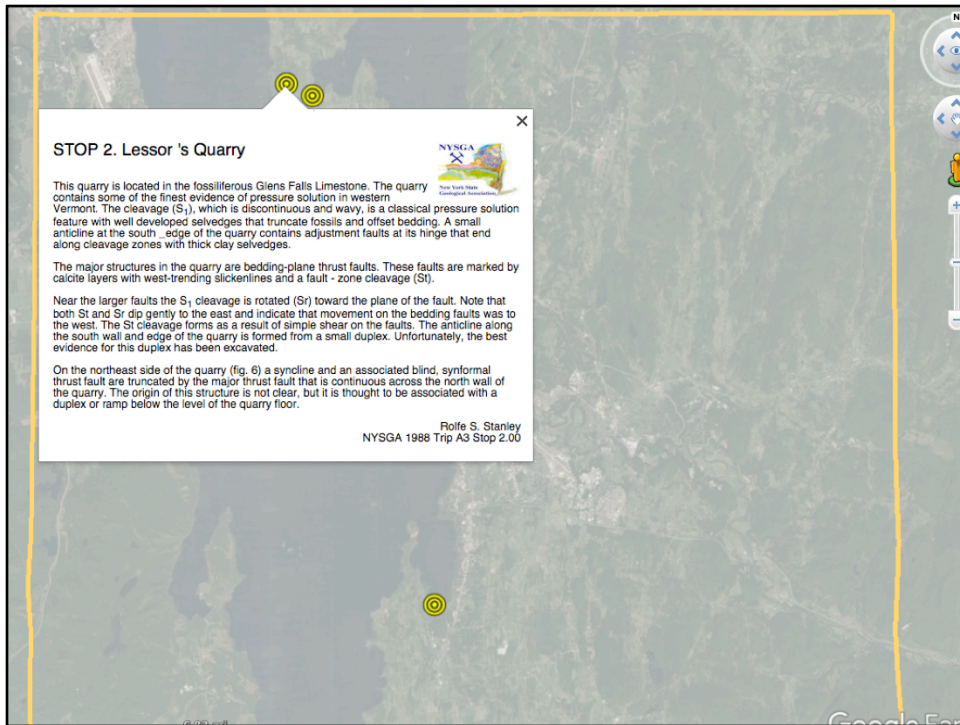 N
STOP 2. Lessor 's Quarry
NYSGA
New York State
Geological Association
This quarry is located in the fossiliferous Glens Falls Limestone. The quarry
contains some of the finest evidence of pressure solution in western
Vermont. The cleavage (S1), which is discontinuous and wavy, is a classical pressure solution
feature with well developed selvedges that truncate fossils and offset bedding. A small
anticline at the south _edge of the quarry contains adjustment faults at its hinge that end
along cleavage zones with thick clay selvedges.
The major structures in the quarry are bedding-plane thrust faults. These faults are marked by
calcite layers with west-trending slickenlines and a fault - zone cleavage (St).
Near the larger faults the S1 cleavage is rotated (Sr) toward the plane of the fault. Note that
both St and Sr dip gently to the east and indicate that movement on the bedding faults was to
the west. The St cleavage forms as a result of simple shear on the faults. The anticline along
the south wall and edge of the quarry is formed from a small duplex. Unfortunately, the best
evidence for this duplex has been excavated.
On the northeast side of the quarry (fig. 6) a syncline and an associated blind, synformal
thrust fault are truncated by the major thrust fault that is continuous across the north wall of
the quarry. The origin of this structure is not clear, but it is thought to be associated with a
duplex or ramp below the level of the quarry floor.
Rolfe S. Stanley
NYSGA 1988 Trip A3 Stop 2.00
Google Ear